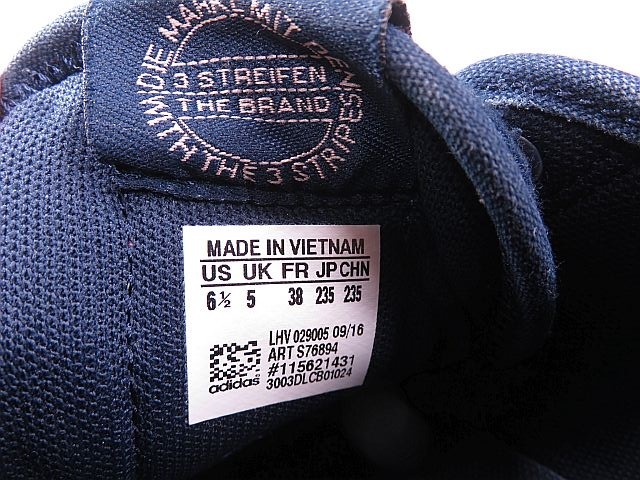 DIE MARKE MIT DEN
3 STREIFEN
THE BRAND
WITH THE 3 STRIPES
MADE IN VIETNAM
US UK FR JP CHN
6½ 5 38 235 235
LHV 029005 09/16
ART S76894
#115621431
3003DLCB01024
adidas